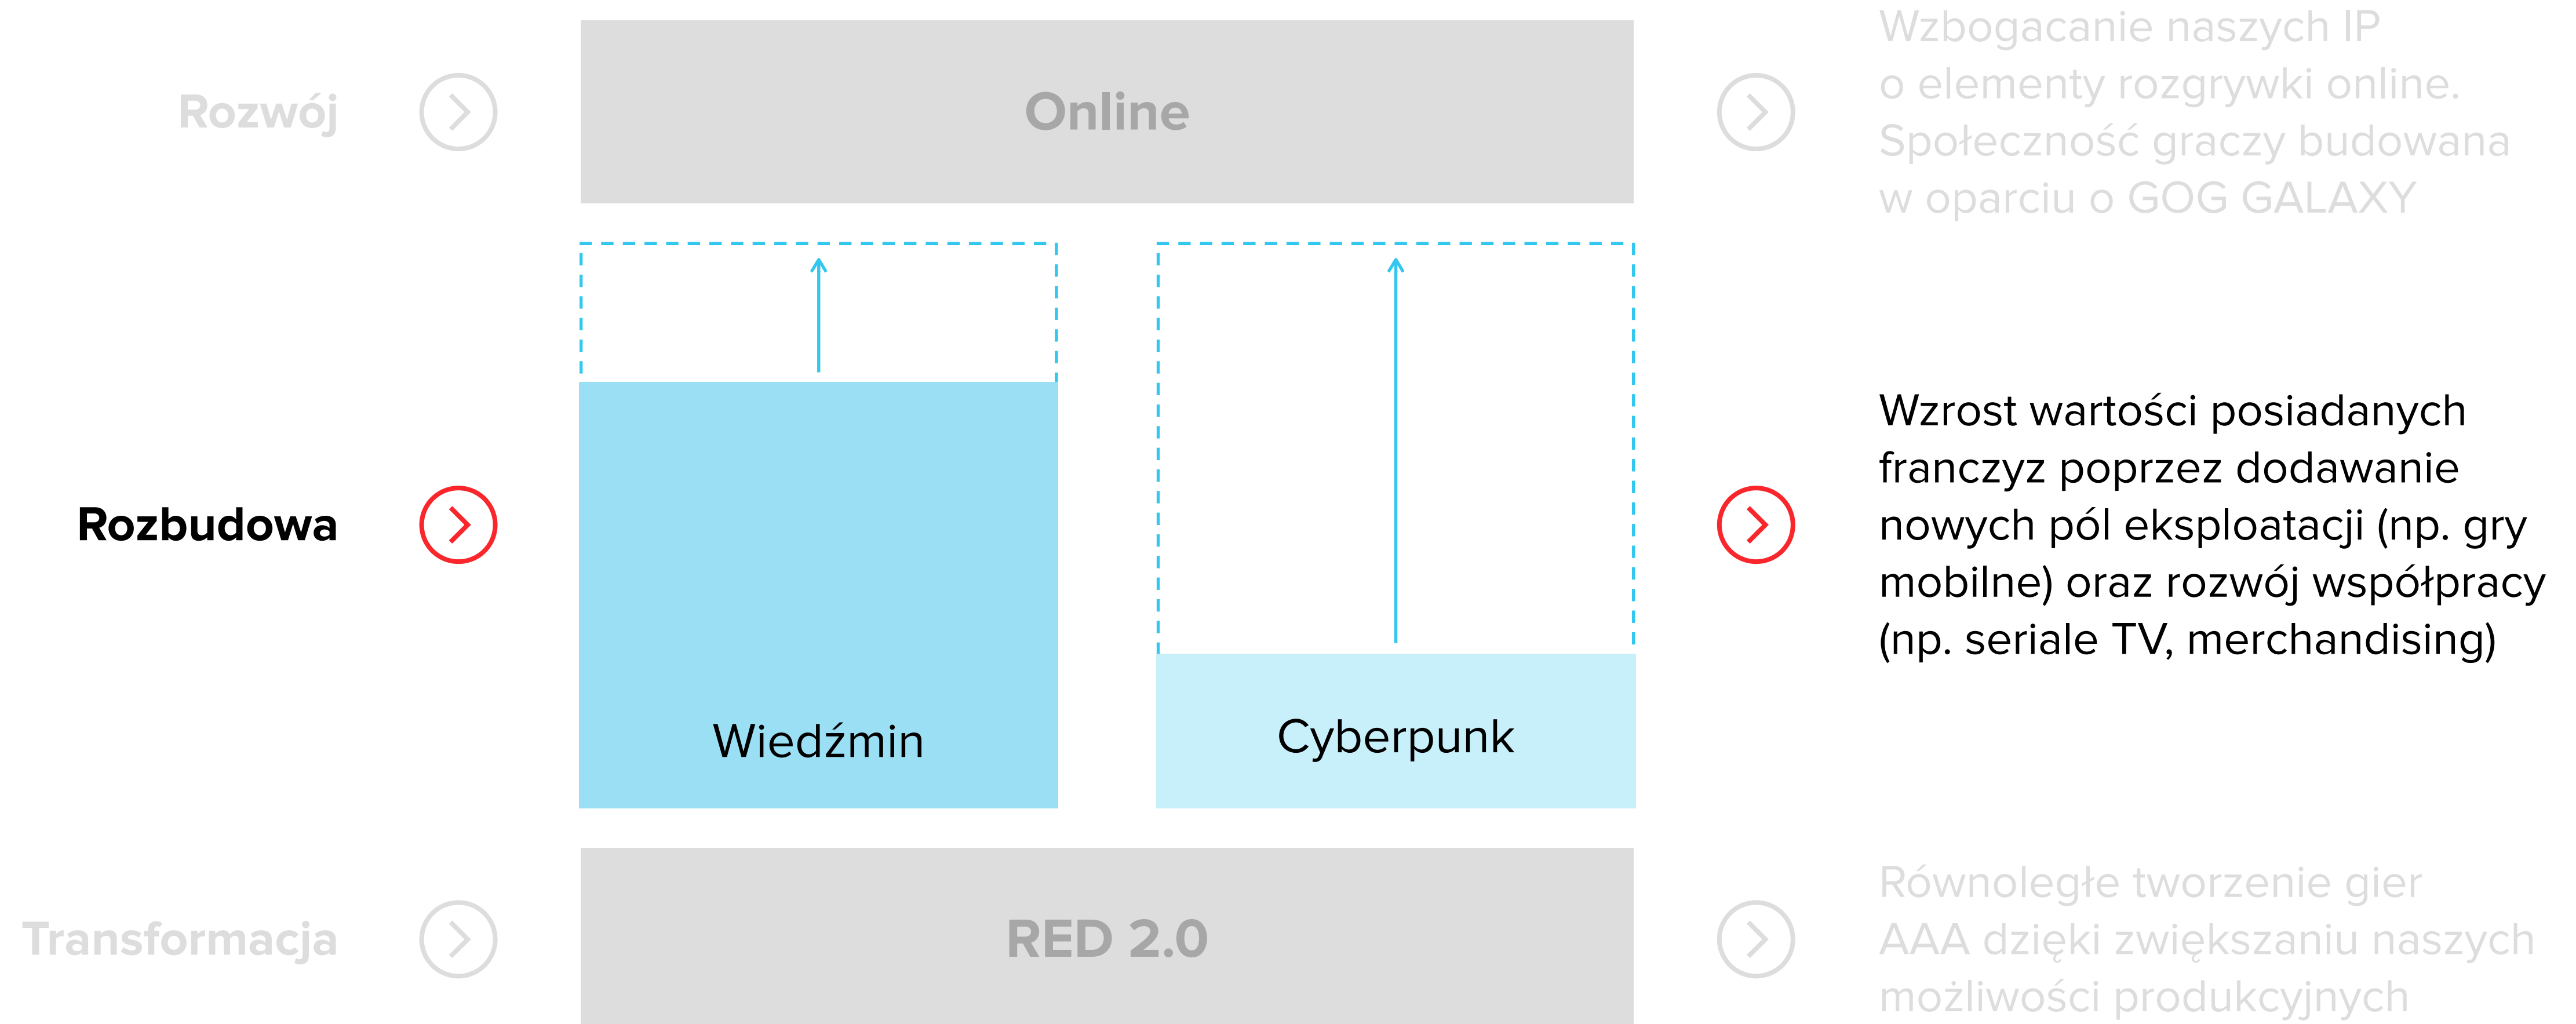 Rozwój
Online
Wzbogacanie naszych IP
o elementy rozgrywki online.
Społeczność graczy budowana
w oparciu o GOG GALAXY
Rozbudowa
Wiedźmin
Cyberpunk
Wzrost wartości posiadanych
franczyz poprzez dodawanie
nowych pól eksploatacji (np. gry
mobilne) oraz rozwój współpracy
(np. seriale TV, merchandising)
Transformacja
RED 2.0
Równoległe tworzenie gier
AAA dzięki zwiększaniu naszych
możliwości produkcyjnych